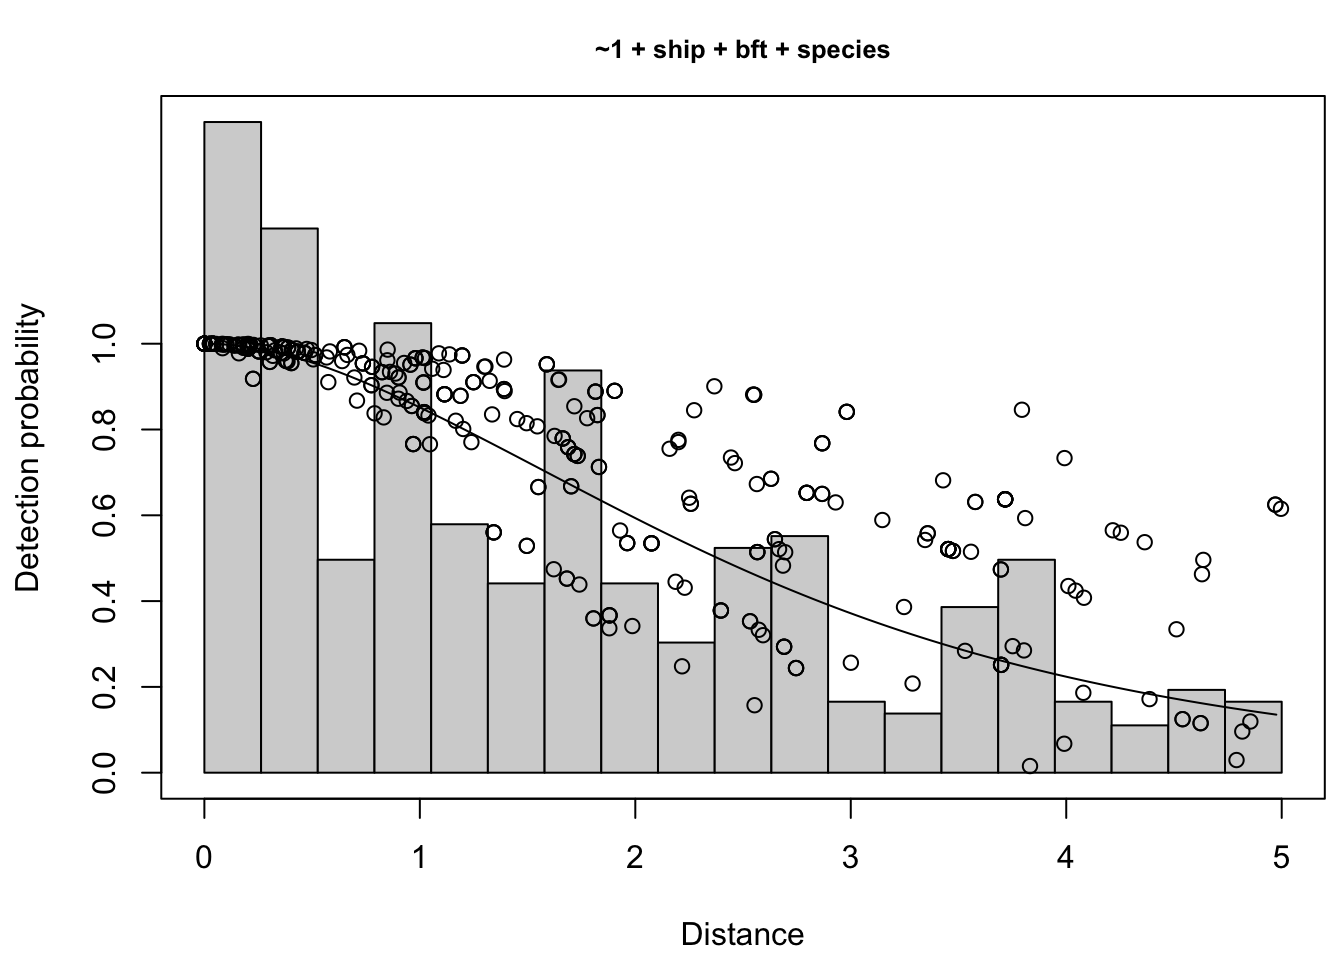 ~1 + ship + bft + species
Detection probability
1.0
0.8
0.6
0.4
0.2
0.0
0 1 2 3 4 5
Distance